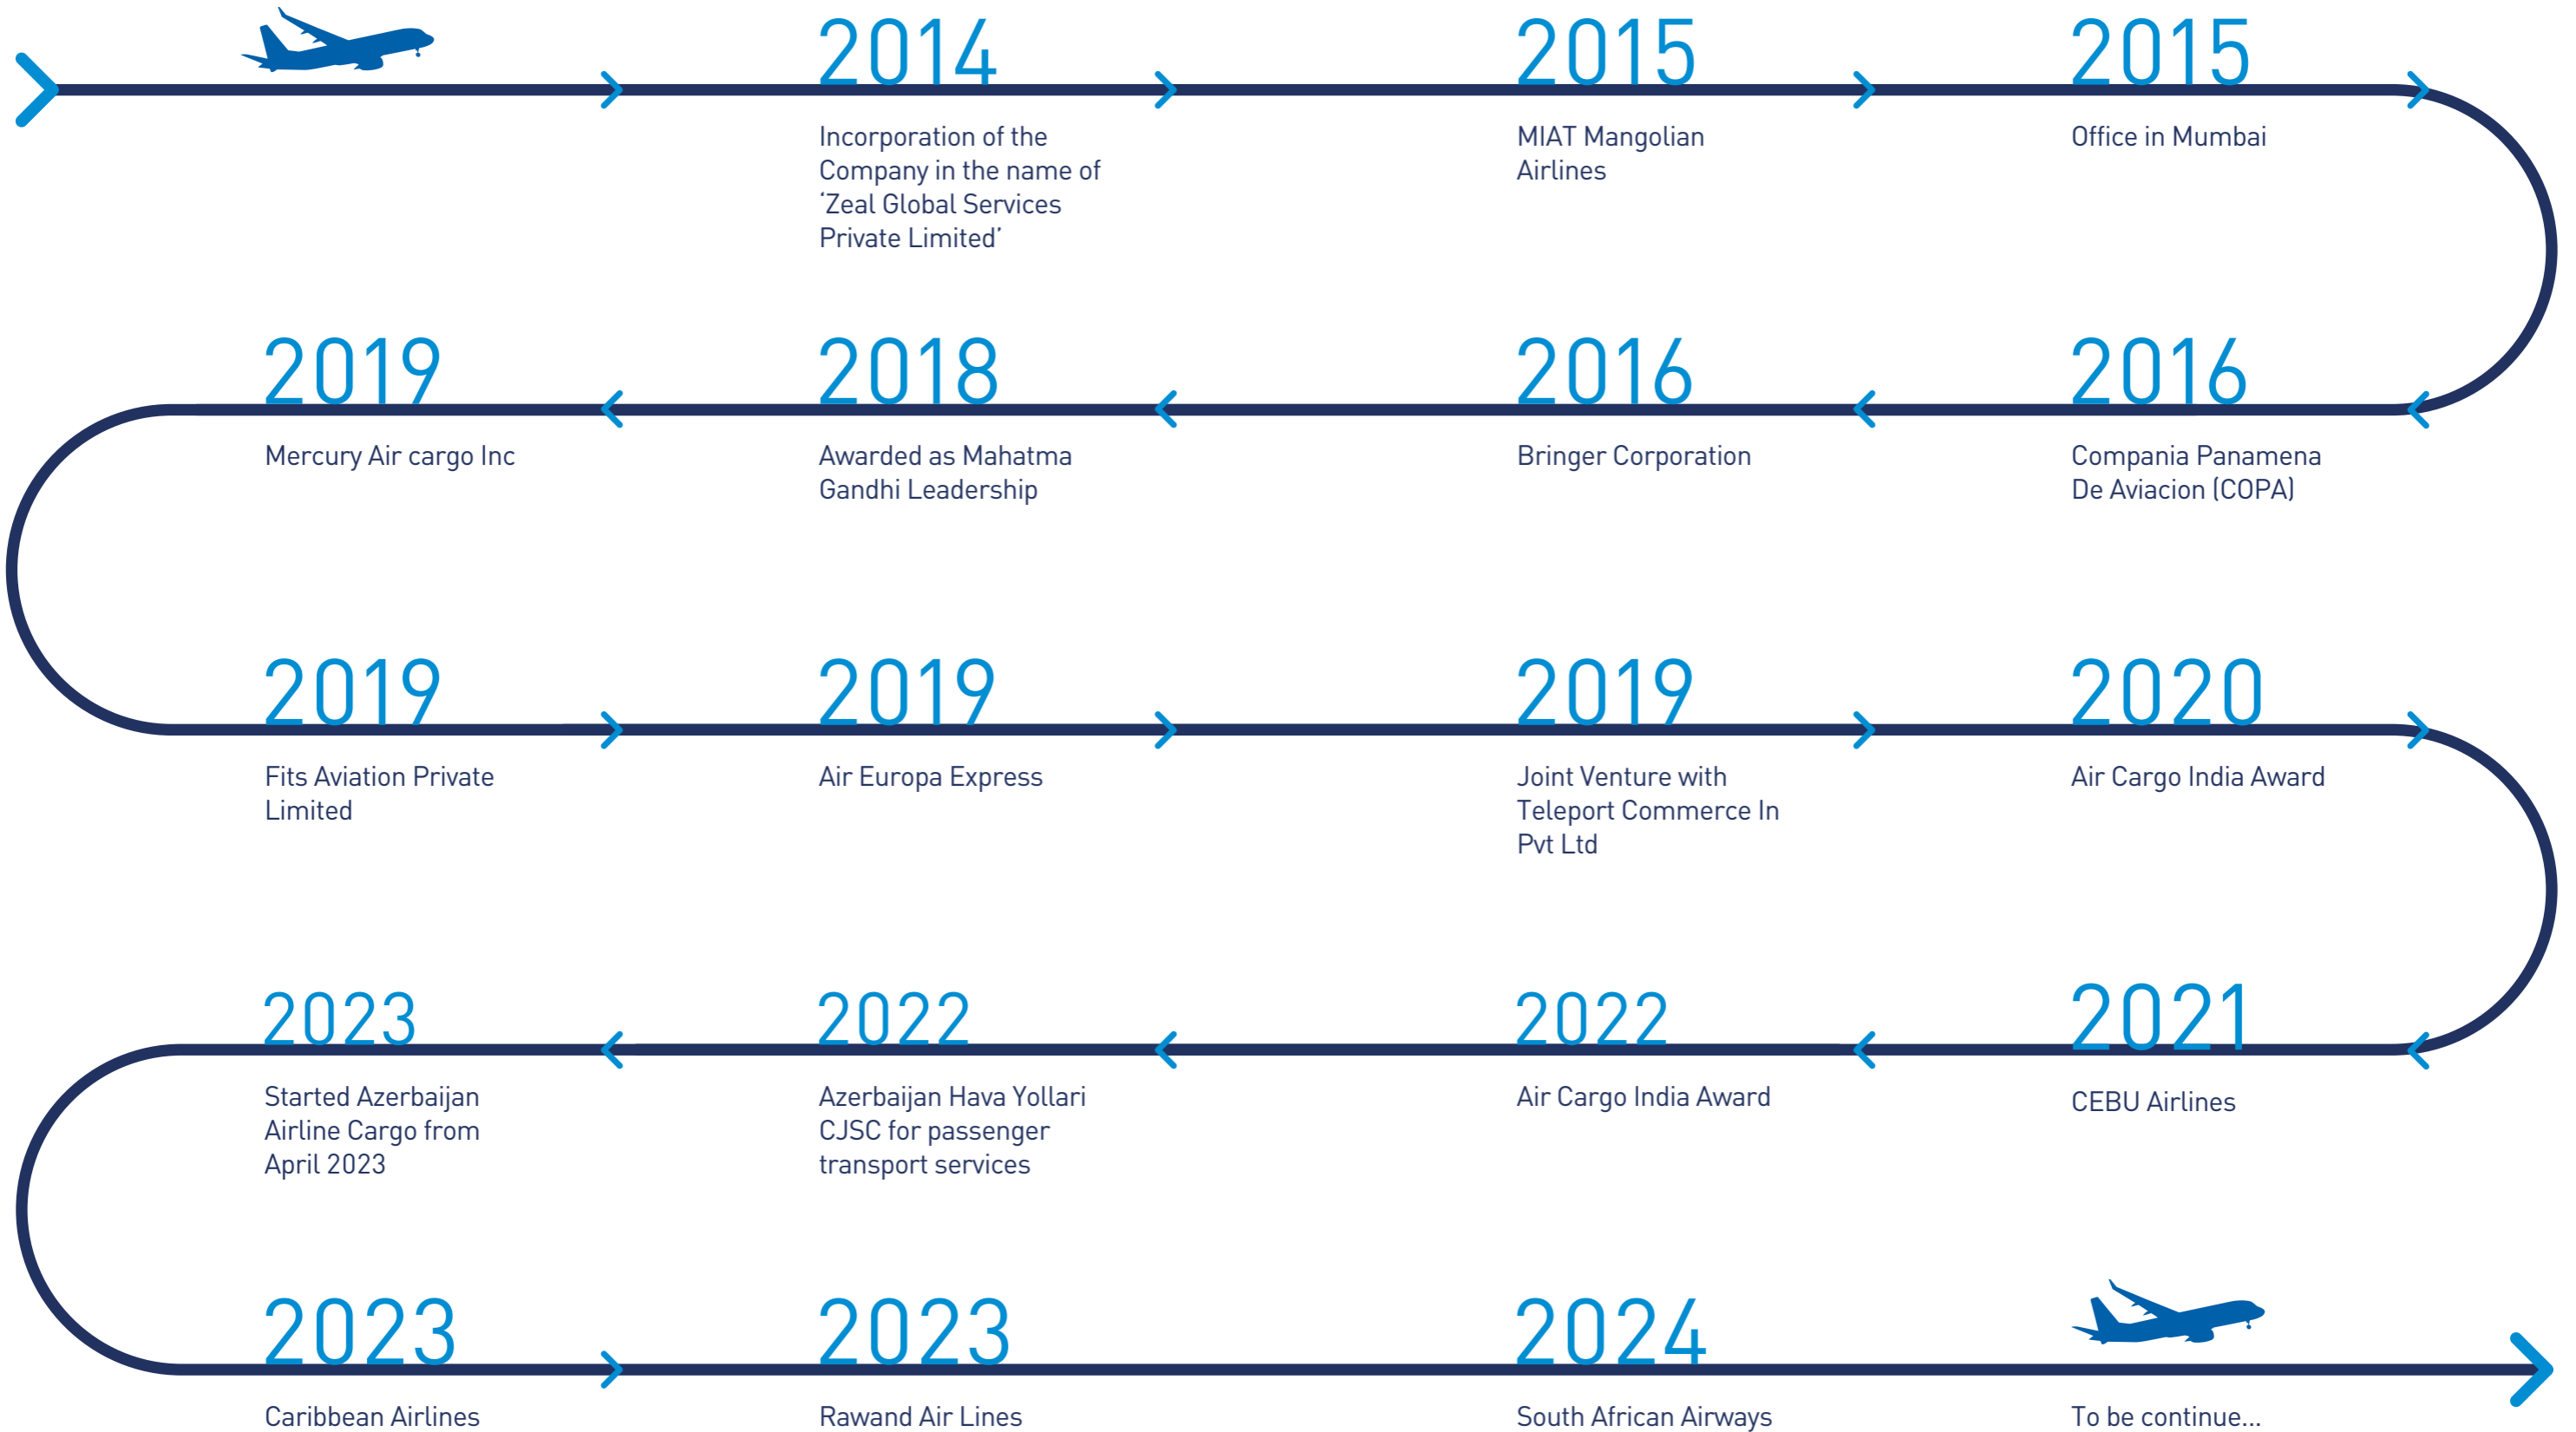 2014
Incorporation of the
Company in the name of
‘Zeal Global Services
Private Limited’
2015
MIAT Mangolian
Airlines
2015
Office in Mumbai
2016
Compania Panamena
De Aviacion (COPA)
2016
Bringer Corporation
2018
Awarded as Mahatma
Gandhi Leadership
2019
Mercury Air cargo Inc
2019
Fits Aviation Private
Limited
2019
Air Europa Express
2019
Joint Venture with
Teleport Commerce In
Pvt Ltd
2020
Air Cargo India Award
2021
CEBU Airlines
2022
Air Cargo India Award
2022
Azerbaijan Hava Yollari
CJSC for passenger
transport services
2023
Started Azerbaijan
Airline Cargo from
April 2023
2023
Caribbean Airlines
2023
Rawand Air Lines
2024
South African Airways
To be continue...